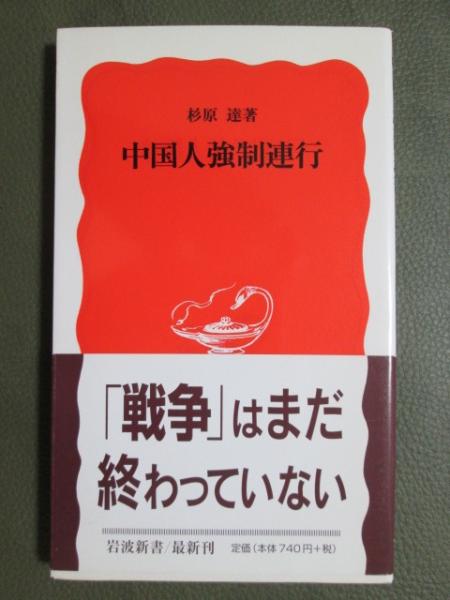 杉原 達著
中国人強制連行
「戦争」はまだ
終わっていない
岩波新書/最新刊 定価(本体740円+税)